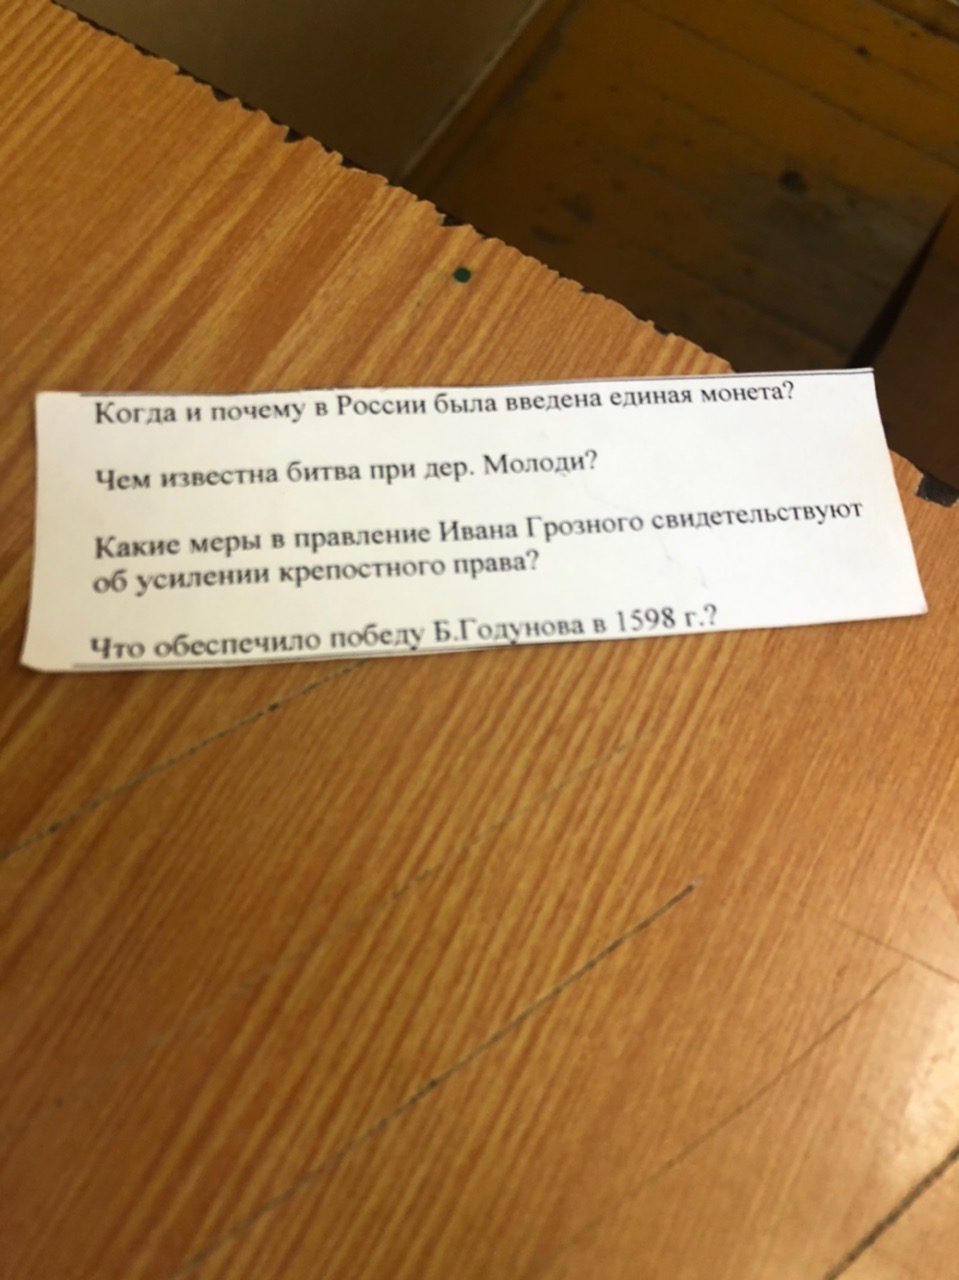 Когда и почему в России была введена единая монета?
Чем известна битва при дер. Молоди?
Какие меры в правление Ивана Грозного свидетельствуют
об усилении крепостного права?
Что обеспечило победу Б.Годунова в 1598 г.?